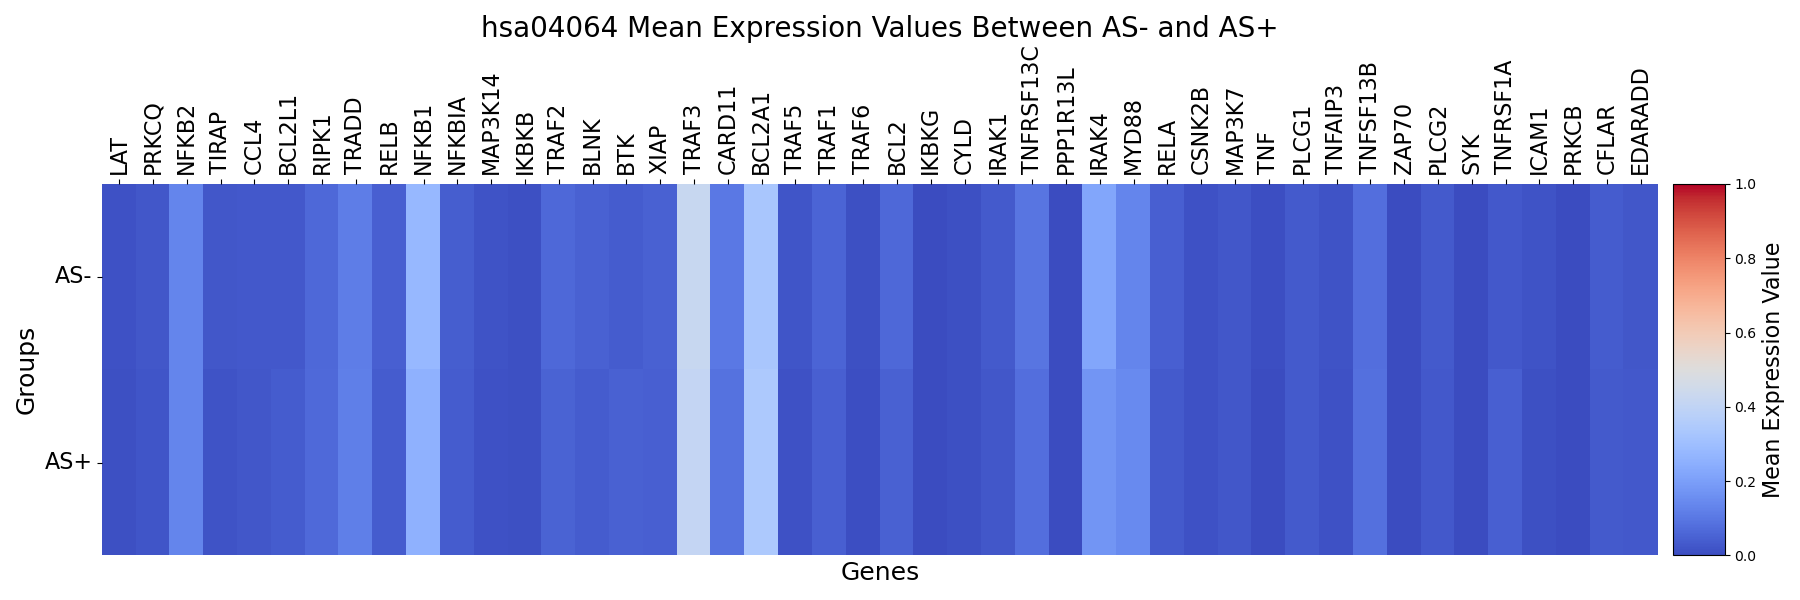 hsa04064 Mean Expression Values Between AS- and AS+
LAT
PRKCQ
NFKB2
TIRAP
CCL4
BCL2L1
RIPK1
TRADD
RELB
NFKB1
NFKBIA
MAP3K14
IKBKB
TRAF2
BLNK
BTK
XIAP
TRAF3
CARD11
BCL2A1
TRAF5
TRAF1
TRAF6
BCL2
IKBKG
CYLD
IRAK1
TNFRSF13C
PPP1R13L
IRAK4
MYD88
RELA
CSNK2B
MAP3K7
TNF
PLCG1
TNFAIP3
TNFSF13B
ZAP70
PLCG2
SYK
TNFRSF1A
ICAM1
PRKCB
CFLAR
EDARADD
Groups
AS-
AS+
Genes
1.0
0.8
0.6
0.4
0.2
0.0
Mean Expression Value